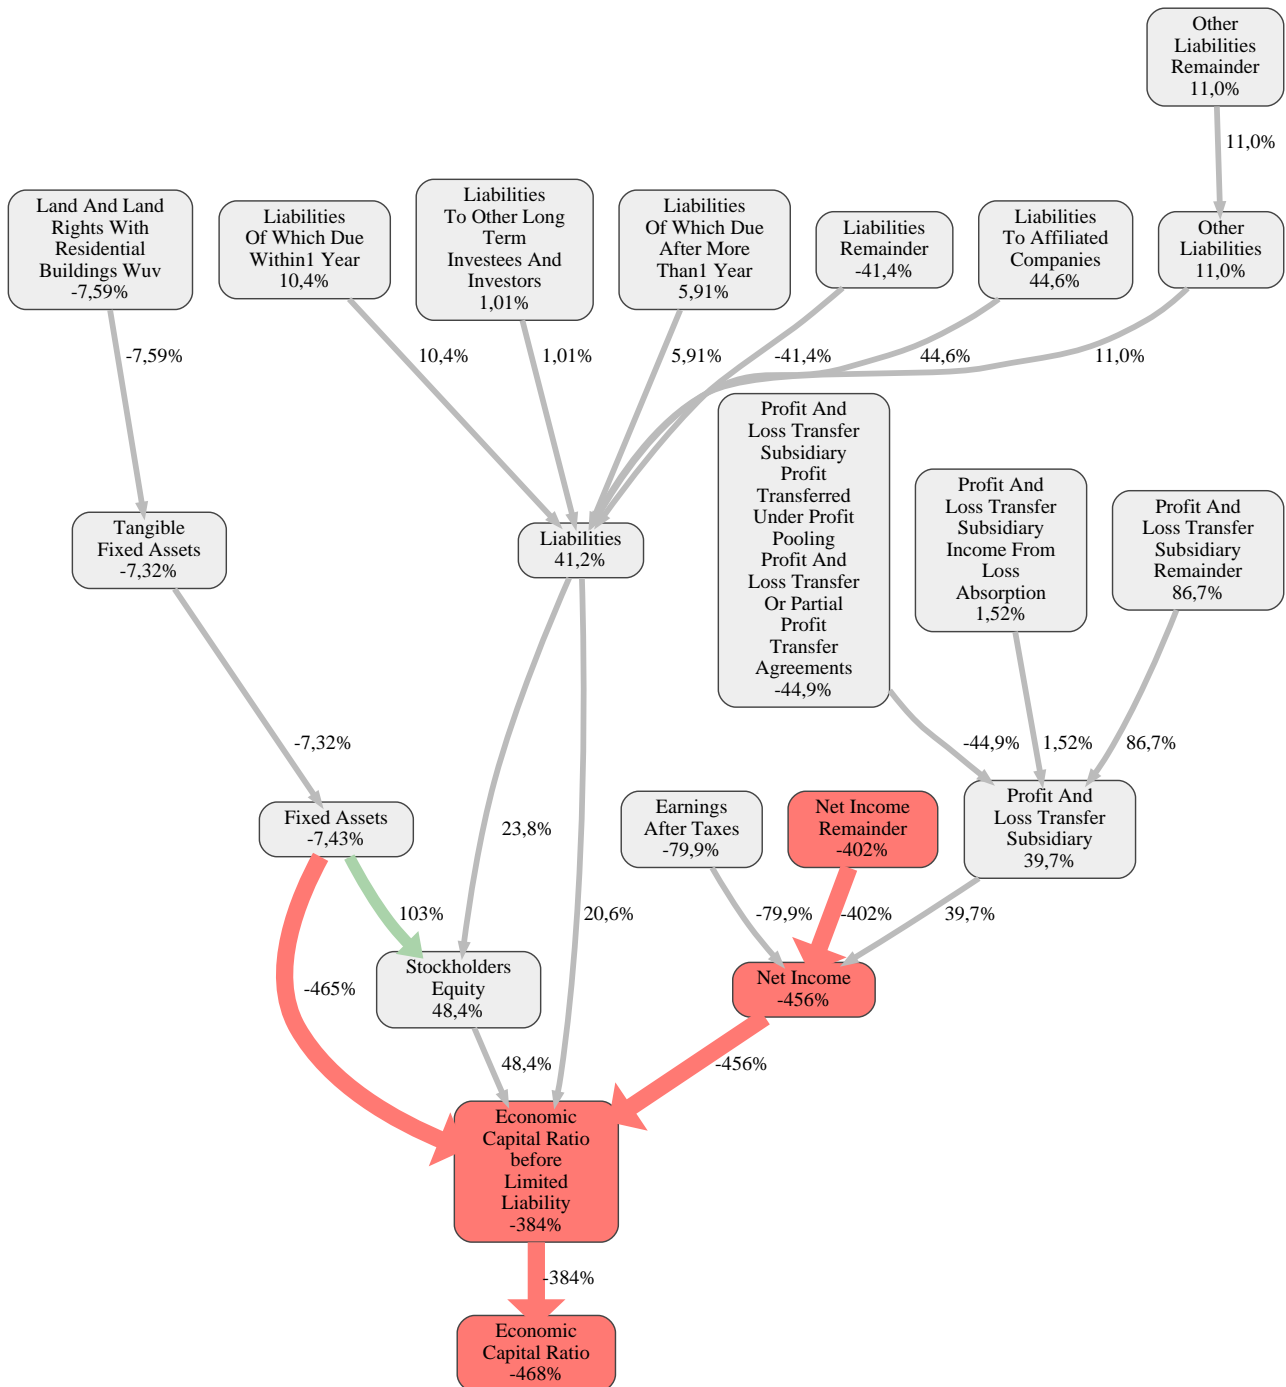 Other
Liabilities
Remainder
11,0%
11,0%
Land And Land
Rights With
Residential
Buildings Wuv
-7,59%
Liabilities
Of Which Due
Within1 Year
10,4%
Liabilities
To Other Long
Term
Investees And
Investors
1,01%
Liabilities
Of Which Due
After More
Than1 Year
5,91%
Liabilities
Remainder
-41,4%
Liabilities
To Affiliated
Companies
44,6%
Other
Liabilities
11,0%
-7,59%
10,4%
1,01%
5,91%
-41,4%
44,6%
11,0%
Profit And
Loss Transfer
Subsidiary
Profit
Transferred
Under Profit
Pooling
Profit And
Loss Transfer
Or Partial
Profit
Transfer
Agreements
-44,9%
Profit And
Loss Transfer
Subsidiary
Income From
Loss
Absorption
1,52%
Profit And
Loss Transfer
Subsidiary
Remainder
86,7%
Tangible
Fixed Assets
-7,32%
Liabilities
41,2%
-7,32%
-44,9%
1,52%
86,7%
Fixed Assets
-7,43%
23,8%
Earnings
After Taxes
-79,9%
Net Income
Remainder
-402%
Profit And
Loss Transfer
Subsidiary
39,7%
103%
20,6%
-79,9%
-402%
39,7%
-465%
Stockholders
Equity
48,4%
Net Income
-456%
48,4%
-456%
Economic
Capital Ratio
before
Limited
Liability
-384%
-384%
Economic
Capital Ratio
-468%